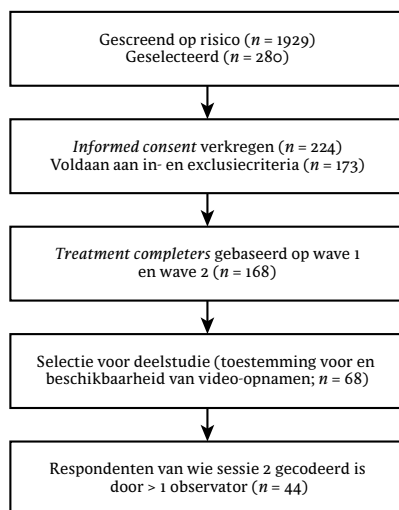 Gescreend op risico (n = 1929)
Geselecteerd (n = 280)
Informed consent verkregen (n = 224)
Voldaan aan in- en exclusiecriteria (n = 173)
Treatment completers gebaseerd op wave 1
en wave 2 (n = 168)
Selectie voor deelstudie (toestemming voor en
beschikbaarheid van video-opnamen; n = 68)
Respondenten van wie sessie 2 gecodeerd is
door > 1 observator (n = 44)